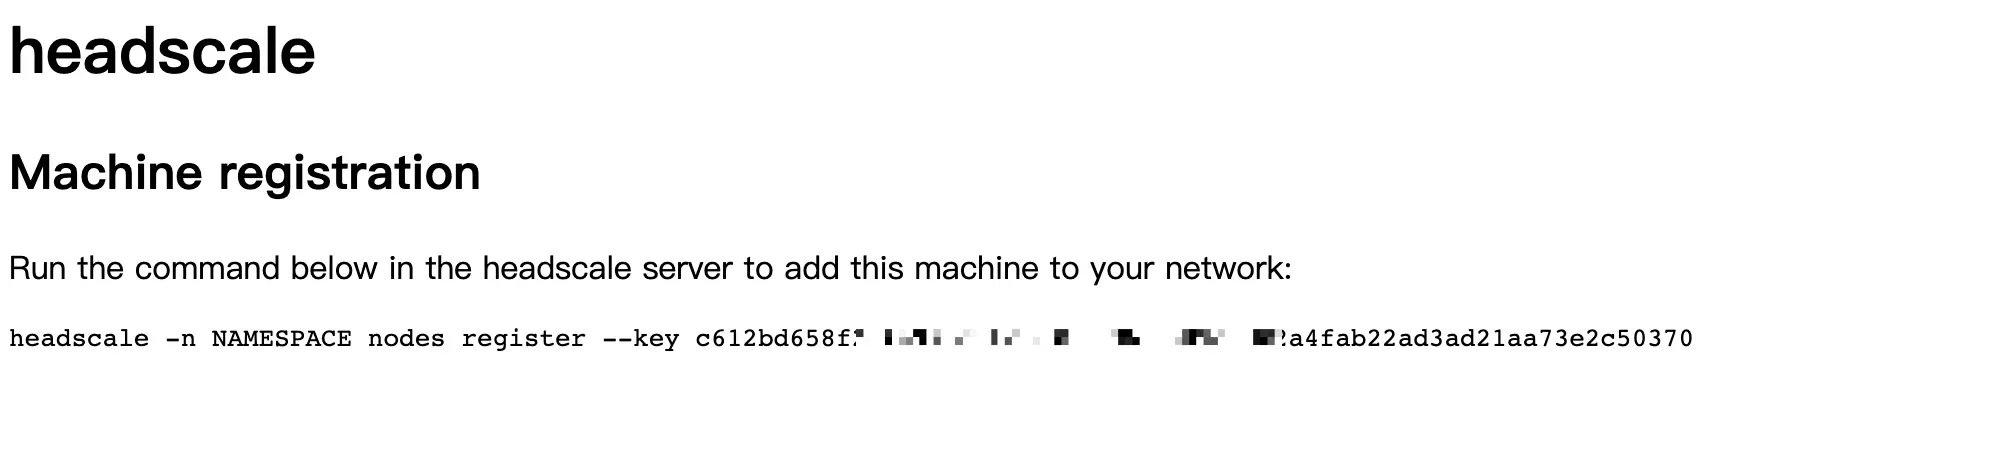 headscale
Machine registration
Run the command below in the headscale server to add this machine to your network:
headscale -n NAMESPACE nodes register --key c612bd658f a4fab22ad3ad21aa73e2c50370